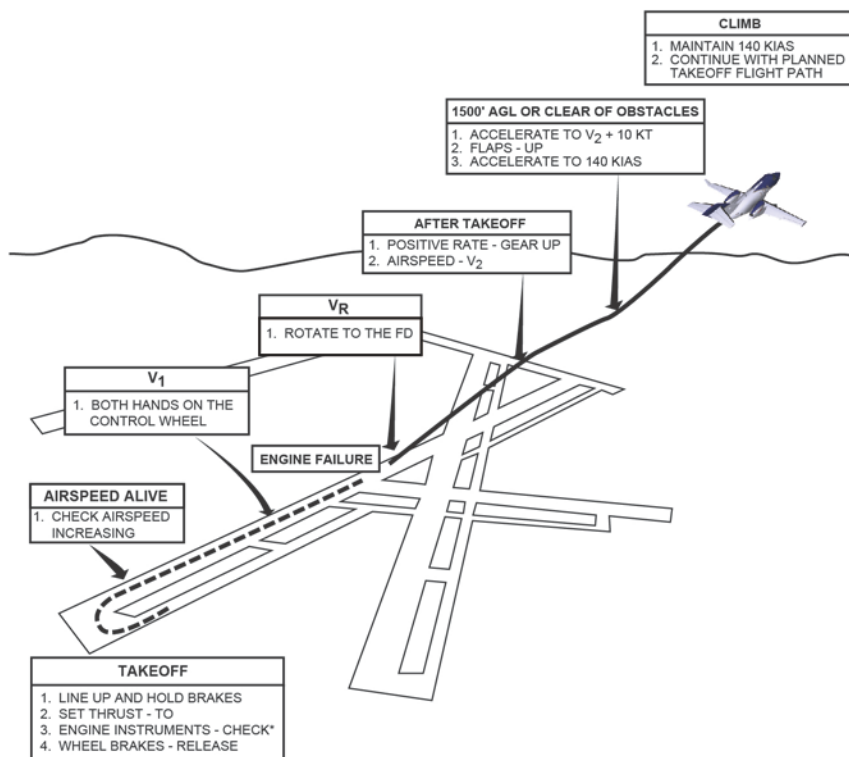 CLIMB
1. MAINTAIN 140 KIAS
2. CONTINUE WITH PLANNED
TAKEOFF FLIGHT PATH
1500' AGL OR CLEAR OF OBSTACLES
1. ACCELERATE TO V2 + 10 KT
2. FLAPS - UP
3. ACCELERATE TO 140 KIAS
AFTER TAKEOFF
1. POSITIVE RATE - GEAR UP
2. AIRSPEED - V2
VR
1. ROTATE TO THE FD
V1
1. BOTH HANDS ON THE
CONTROL WHEEL
ENGINE FAILURE
AIRSPEED ALIVE
1. CHECK AIRSPEED
INCREASING
TAKEOFF
1. LINE UP AND HOLD BRAKES
2. SET THRUST - TO
3. ENGINE INSTRUMENTS - CHECK*
4. WHEEL BRAKES - RELEASE